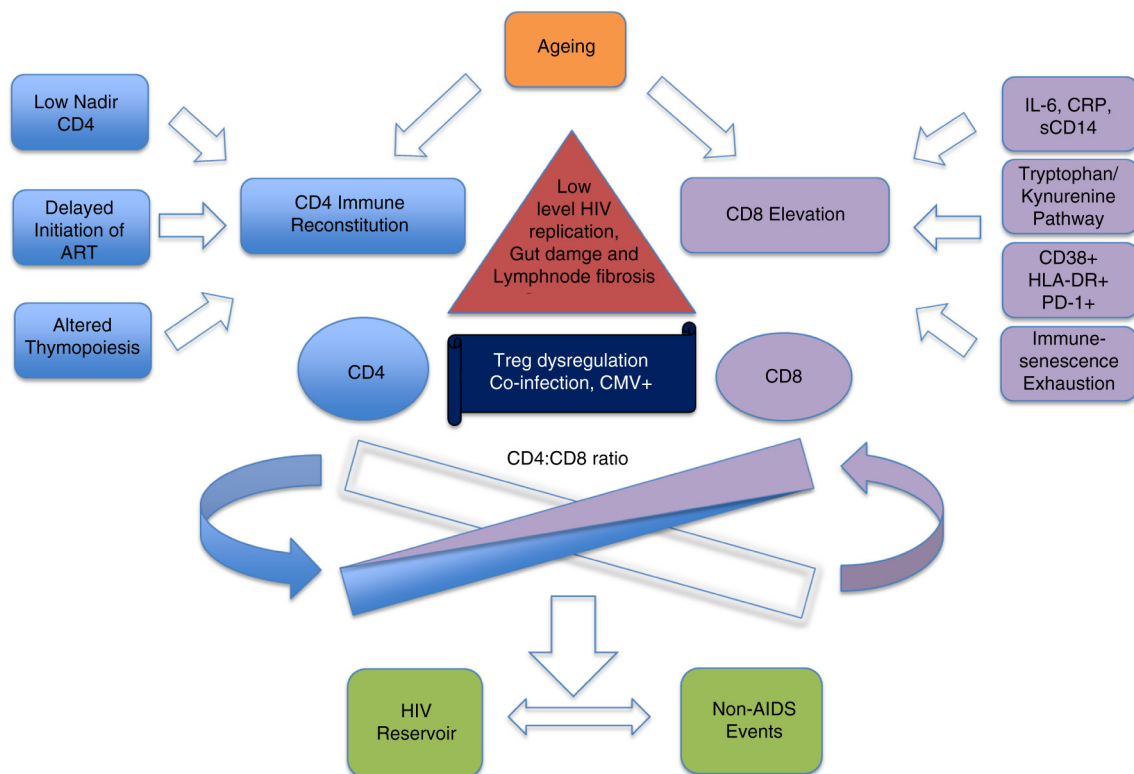 Ageing
Low Nadir
CD4
Delayed
Initiation of
ART
Altered
Thymopoiesis
CD4 Immune
Reconstitution
Low
level HIV
replication,
Gut damge and
Lymphnode fibrosis
CD8 Elevation
IL-6, CRP,
sCD14
Tryptophan/
Kynurenine
Pathway
CD38+
HLA-DR+
PD-1+
Immune-
senescence
Exhaustion
CD4
Treg dysregulation
Co-infection, CMV+
CD8
CD4:CD8 ratio
HIV
Reservoir
Non-AIDS
Events